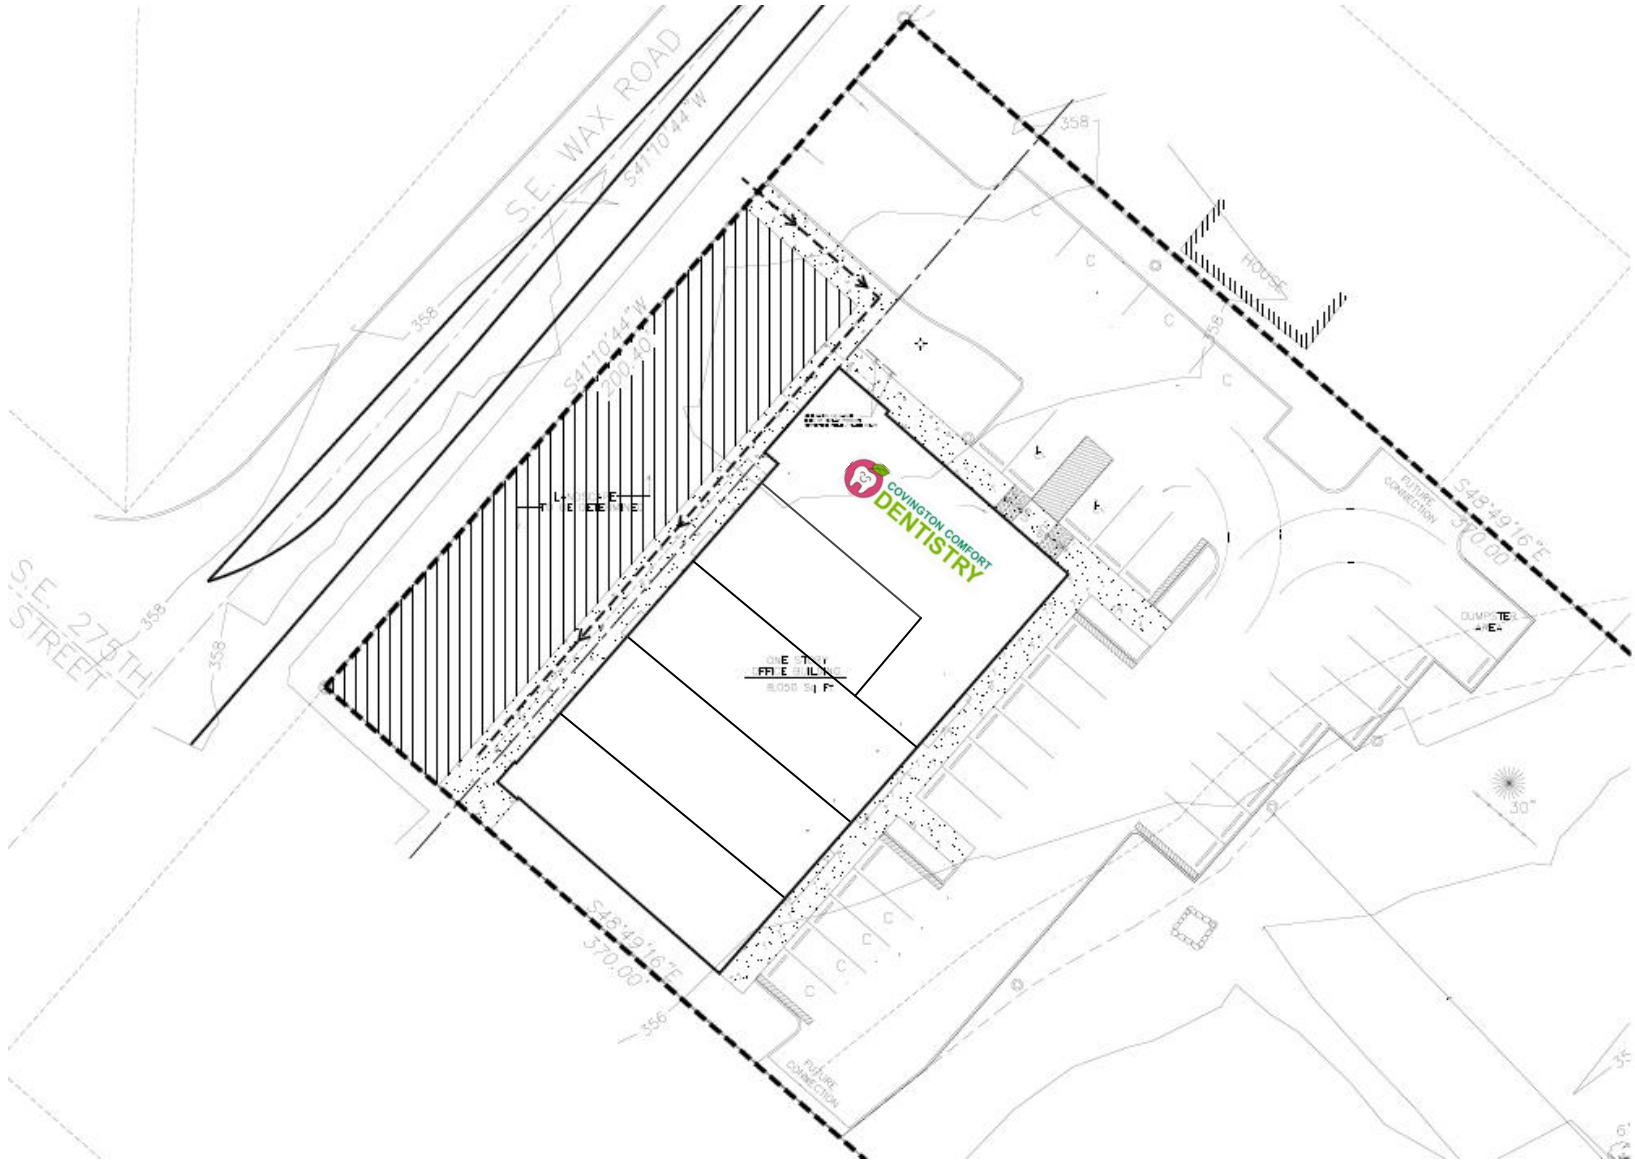 S.E. WAX ROAD
S41°10'44"W
358
358
HOUSE
358
C
C
C
C
358
S41°10'44"W
200.40'
COVINGTON COMFORT
DENTISTRY
FUTURE
CONNECTION
S48°49'16"E
370.00'
S.E. 275TH
STREET
358
358
DUMPSTER
AREA
ONE STORY
OFFICE BUILDING
30"
S48°49'16"E
370.00'
C
C
C
C
356
FUTURE
CONNECTION